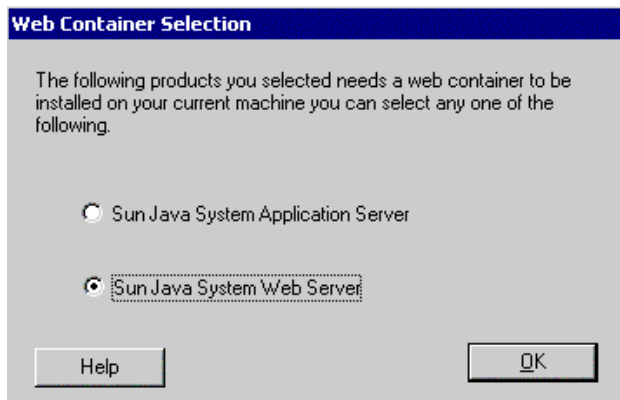 Web Container Selection
The following products you selected needs a web container to be
installed on your current machine you can select any one of the
following.
Sun Java System Application Server
Sun Java System Web Server
Help
OK